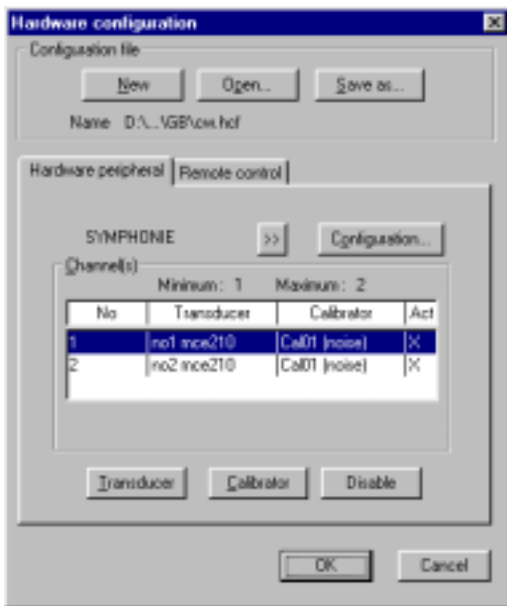 Hardware configuration
Configuration file
New Open... Save as...
Name D:\...\GB\cw.hcf
Hardware peripheral Remote control
SYMPHONIE >> Configuration...
Channel(s)
Minimum : 1 Maximum : 2
No Transducer Calibrator Act
1 no1 mce210 Cal01 (noise) X
2 no2 mce210 Cal01 (noise) X
Transducer Calibrator Disable
OK Cancel